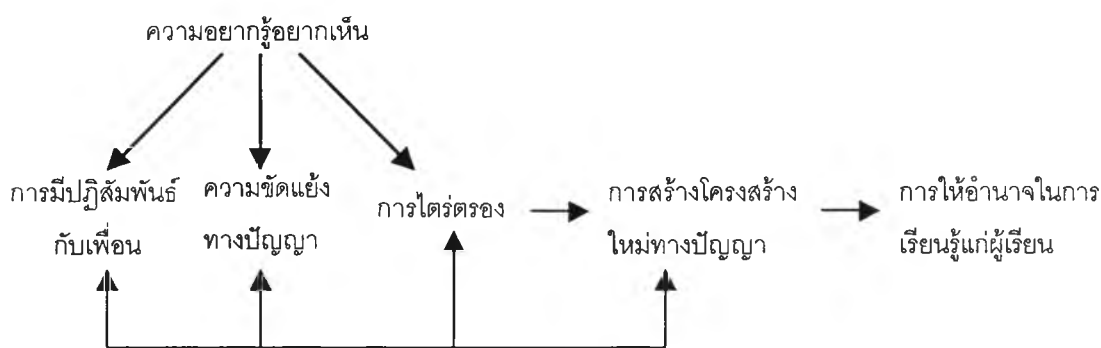 ความอยากรู้อยากเห็น
การมีปฏิสัมพันธ์
กับเพื่อน
ความขัดแย้ง
ทางปัญญา
การไตร่ตรอง
การสร้างโครงสร้าง
ใหม่ทางปัญญา
การให้อำนาจในการ
เรียนรู้แก่ผู้เรียน